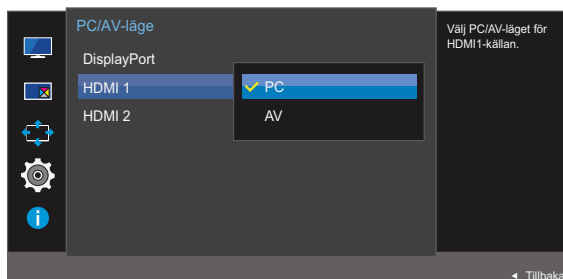 PC/AV-läge
DisplayPort
HDMI 1
HDMI 2
PC
AV
Välj PC/AV-läget för
HDMI1-källan.
Tillbaka